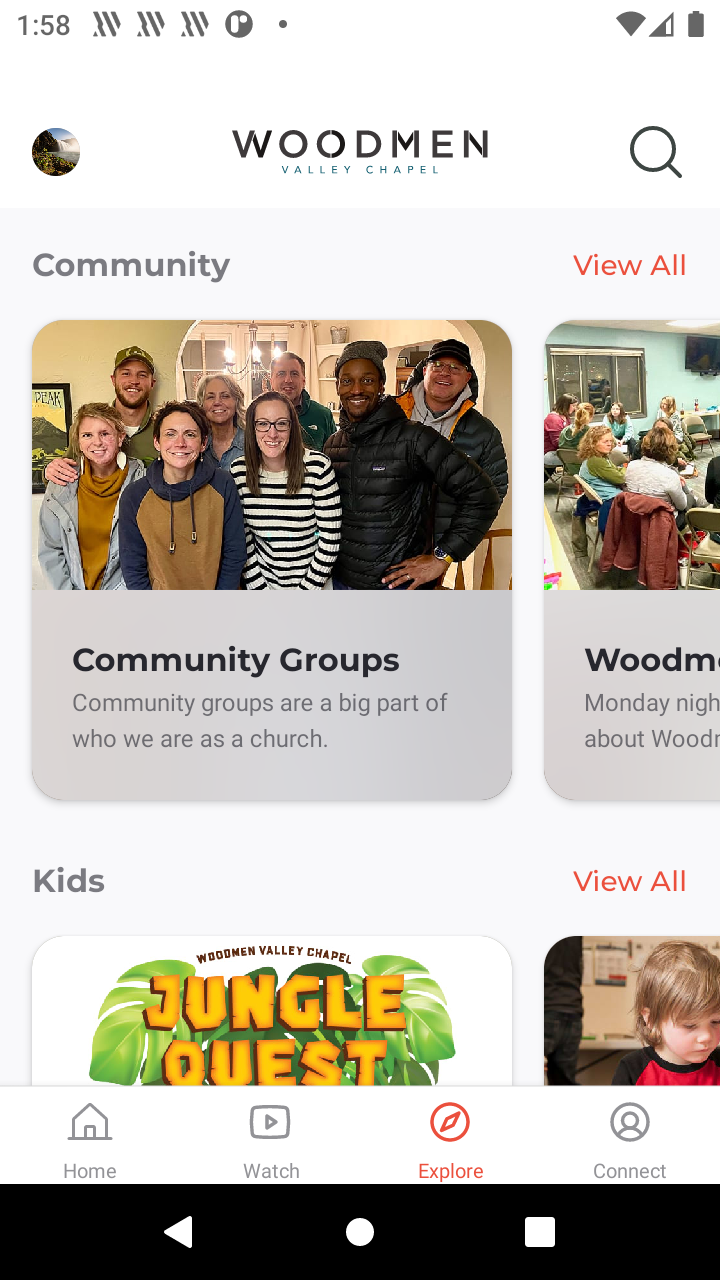 1:58
WOODMEN
VALLEY CHAPEL
Community
View All
PEAK
Community Groups
Community groups are a big part of
who we are as a church.
Woodm
Monday nigh
about Woodr
Kids
View All
WOODMEN VALLEY CHAPEL
JUNGLE
QUEST
Home
Watch
Explore
Connect